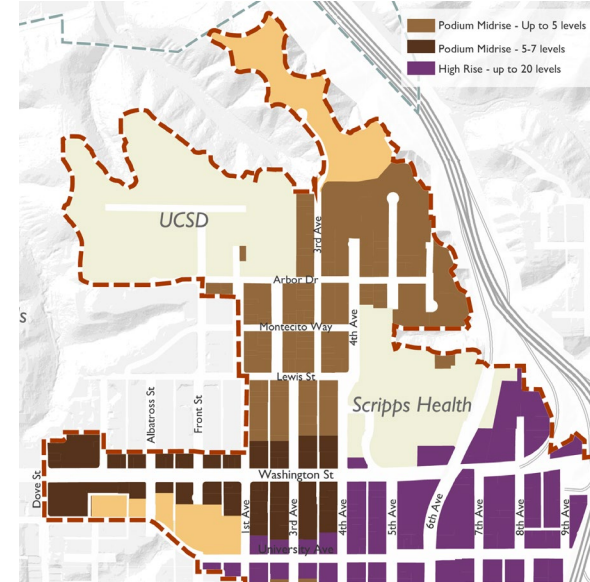 Podium Midrise - Up to 5 levels
Podium Midrise - 5-7 levels
High Rise - up to 20 levels
UCSD
3rd Ave
Arbor Dr
s
Montecito Way
4th Ave
Lewis St
Albatross St
Front St
Scripps Health
Dove St
Washington St
1st Ave
3rd Ave
4th Ave
5th Ave
6th Ave
7th Ave
8th Ave
9th Ave
University Ave